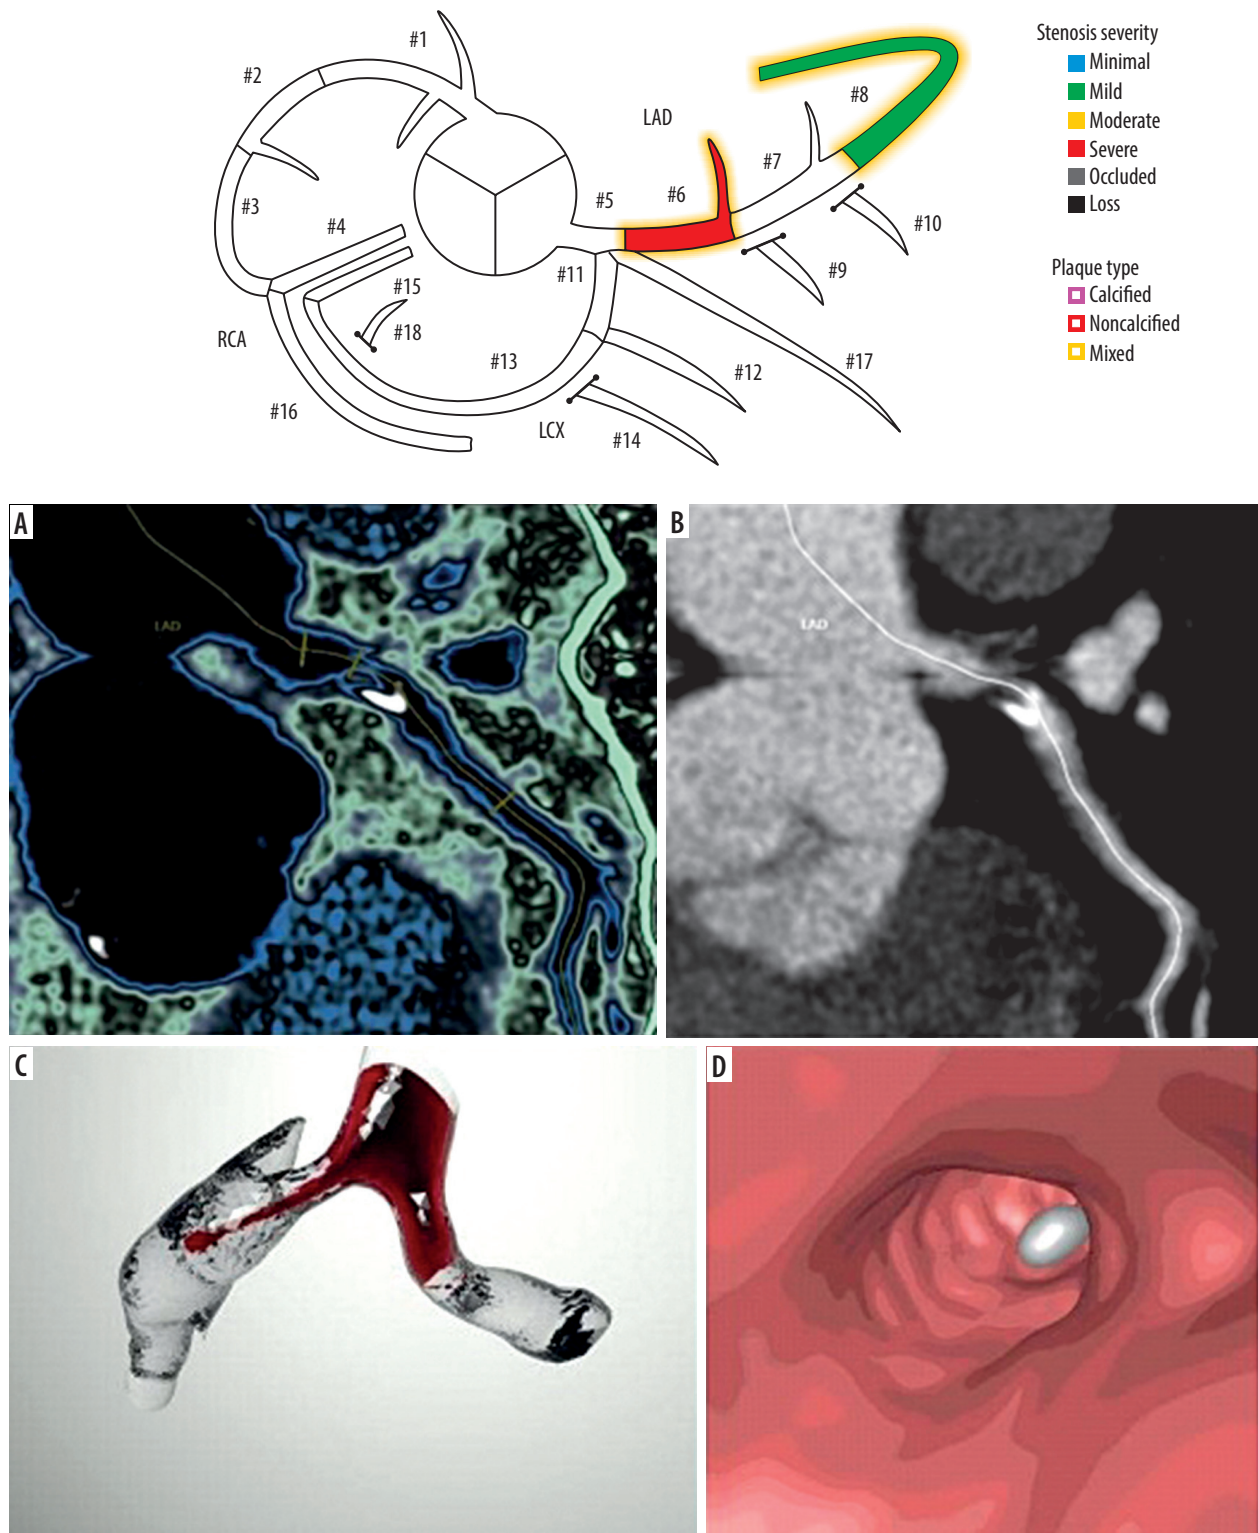 #1
#2
#3
#4
#15
#18
RCA
#16
#13
LCX
#14
#12
#17
#11
#5
#6
LAD
#7
#8
#9
#10
Stenosis severity
Minimal
Mild
Moderate
Severe
Occluded
Loss
Plaque type
Calcified
Noncalcified
Mixed
A
LAD
B
LAD
C
D